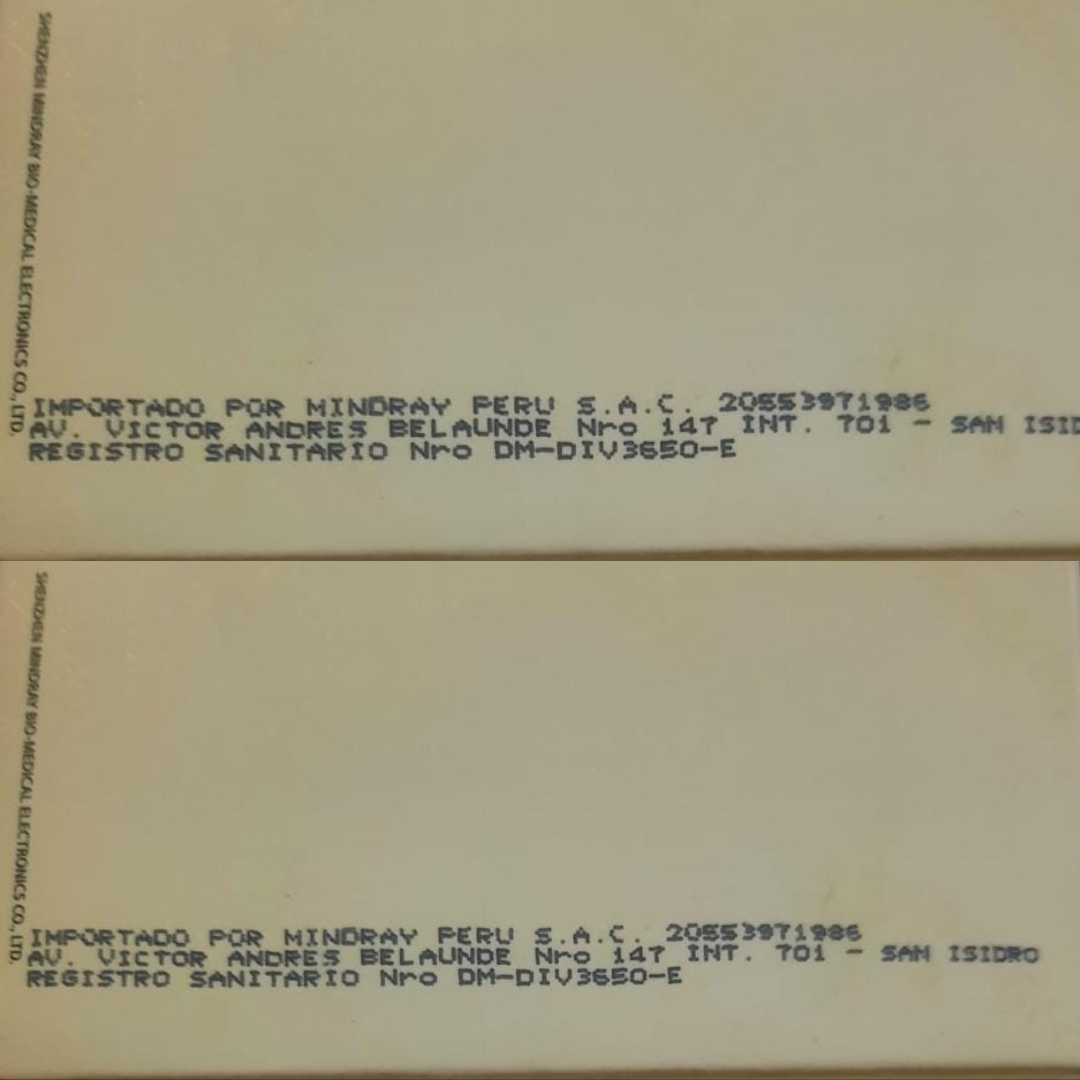 SHENZHEN MINDRAY BIO-MEDICAL ELECTRONICS CO., LTD.
IMPORTADO POR MINDRAY PERU S.A.C. 20553971986
AV. VICTOR ANDRES BELAUNDE Nro 147 INT. 701 - SAN ISID
REGISTRO SANITARIO Nro DM-DIV3650-E
SHENZHEN MINDRAY BIO-MEDICAL ELECTRONICS CO., LTD.
IMPORTADO POR MINDRAY PERU S.A.C. 20553971986
AV. VICTOR ANDRES BELAUNDE Nro 147 INT. 701 - SAN ISIDRO
REGISTRO SANITARIO Nro DM-DIV3650-E